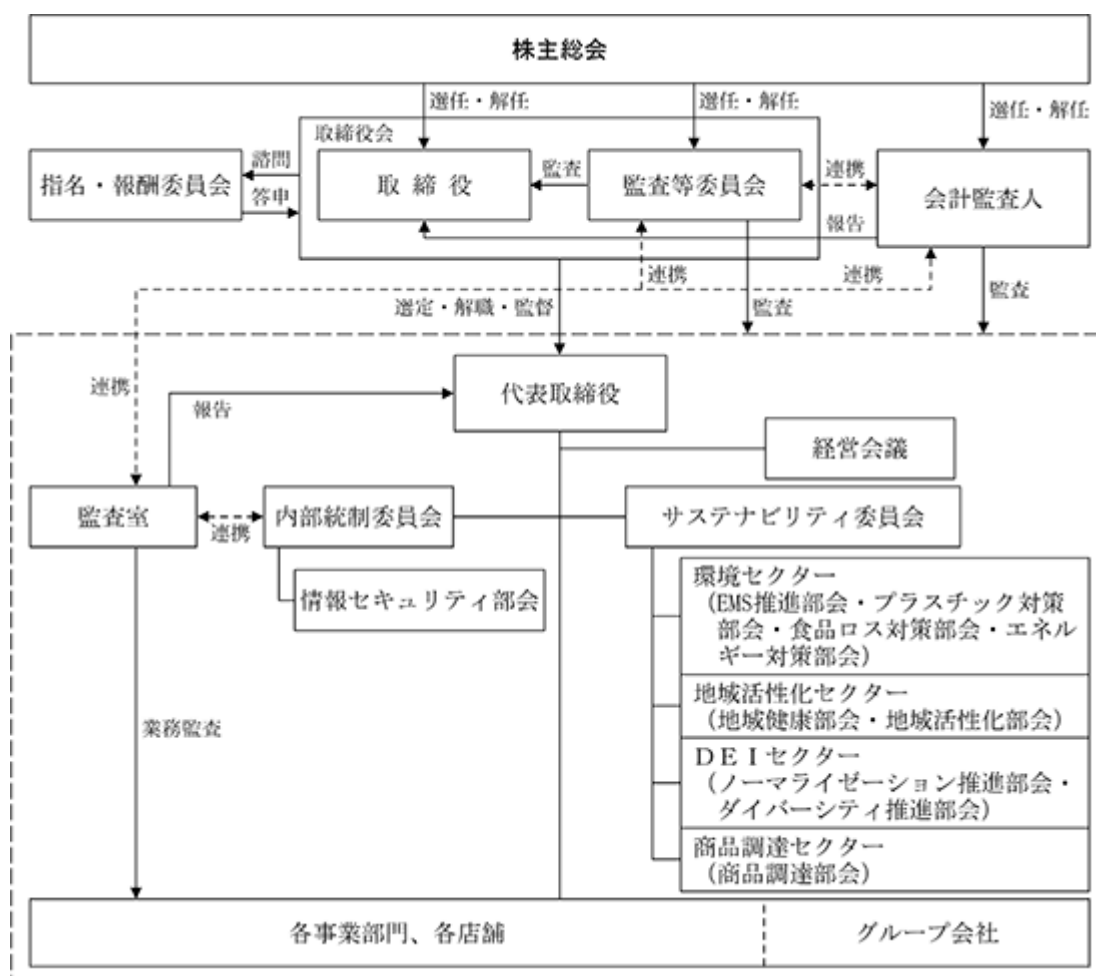 株主総会
選任・解任
選任・解任
選任・解任
取締役会
指名・報酬委員会
諮問
答申
取締役
監査
監査等委員会
連携
会計監査人
報告
連携
連携
選定・解職・監督
監査
監査
代表取締役
連携
報告
経営会議
監査室
連携
内部統制委員会
サステナビリティ委員会
情報セキュリティ部会
環境セクター
(EMS推進部会・プラスチック対策
部会・食品ロス対策部会・エネル
ギー対策部会)
地域活性化セクター
(地域健康部会・地域活性化部会)
DEIセクター
(ノーマライゼーション推進部会・
ダイバーシティ推進部会)
商品調達セクター
(商品調達部会)
業務監査
各事業部門、各店舗
グループ会社